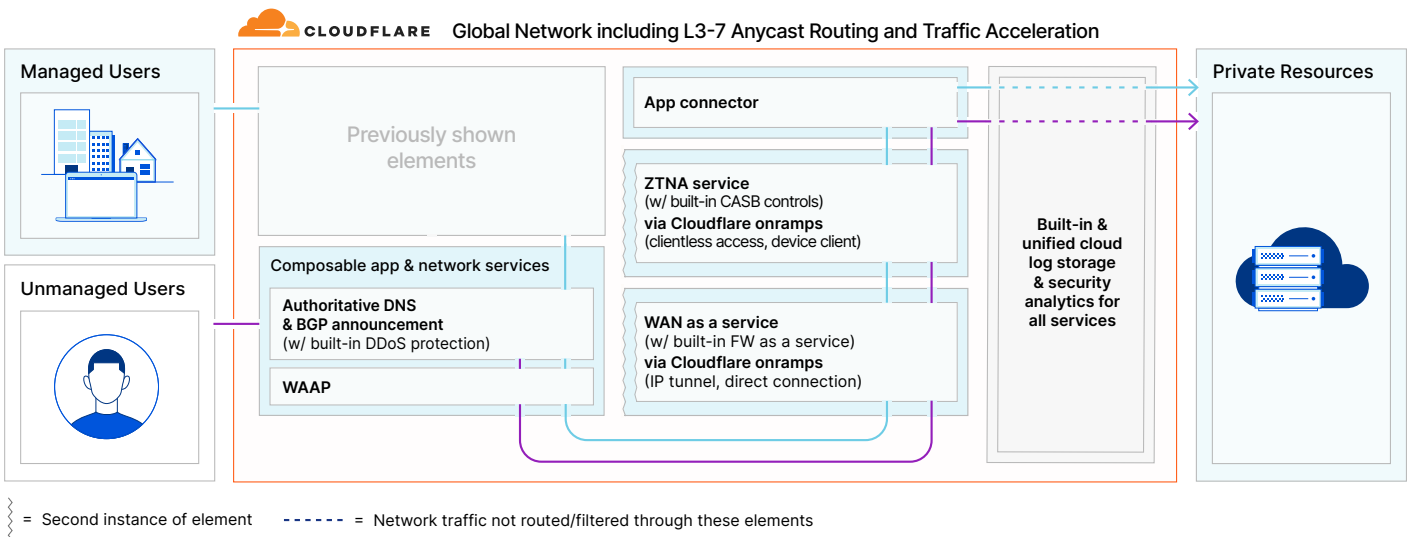 CLOUDFLARE
Global Network including L3-7 Anycast Routing and Traffic Acceleration
Managed Users
Unmanaged Users
Previously shown
elements
Composable app & network services
Authoritative DNS
& BGP announcement
(w/ built-in DDoS protection)
WAAP
App connector
ZTNA service
(w/ built-in CASB controls)
via Cloudflare onramps
(clientless access, device client)
WAN as a service
(w/ built-in FW as a service)
via Cloudflare onramps
(IP tunnel, direct connection)
Built-in &
unified cloud
log storage
& security
analytics for
all services
Private Resources
= Second instance of element
= Network traffic not routed/filtered through these elements